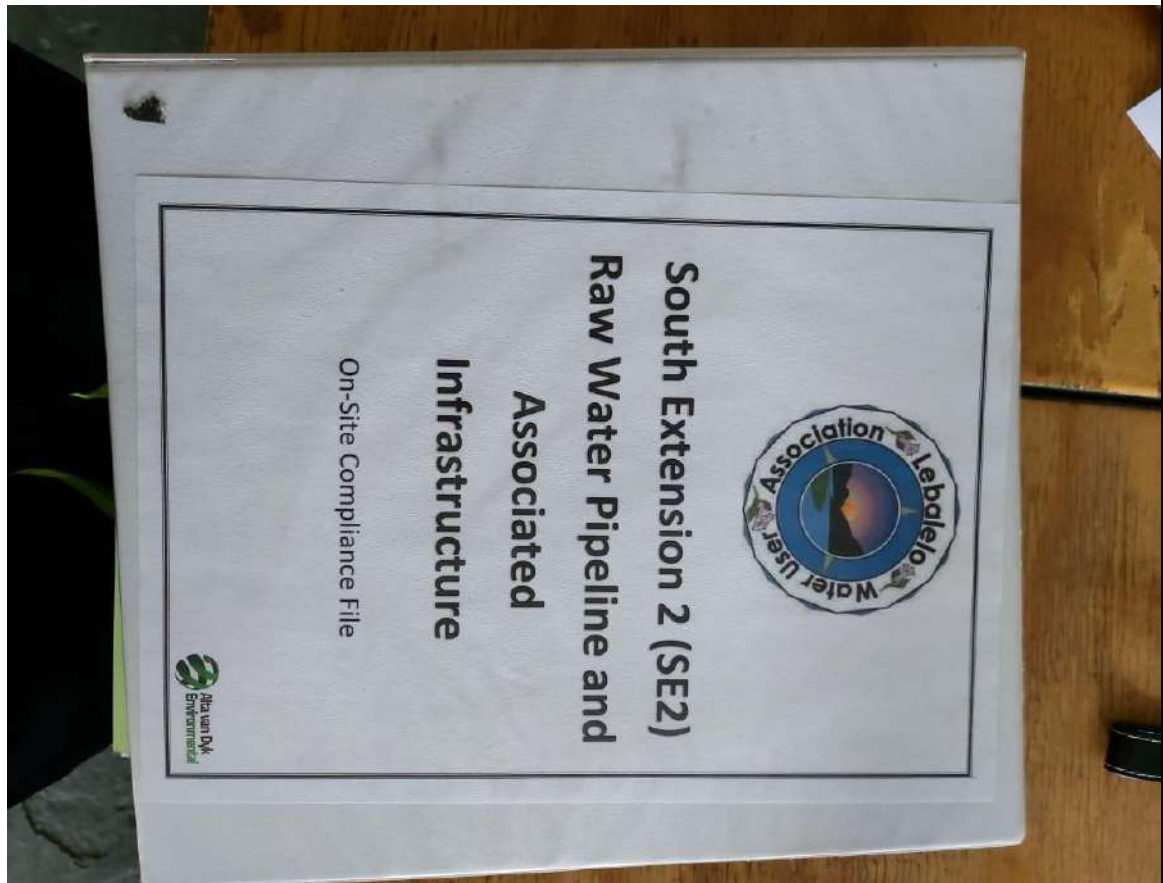 Lebalelo Water User Association
South Extension 2 (SE2)
Raw Water Pipeline and
Associated
Infrastructure
On-Site Compliance File
Alta van Dyk
Environmental